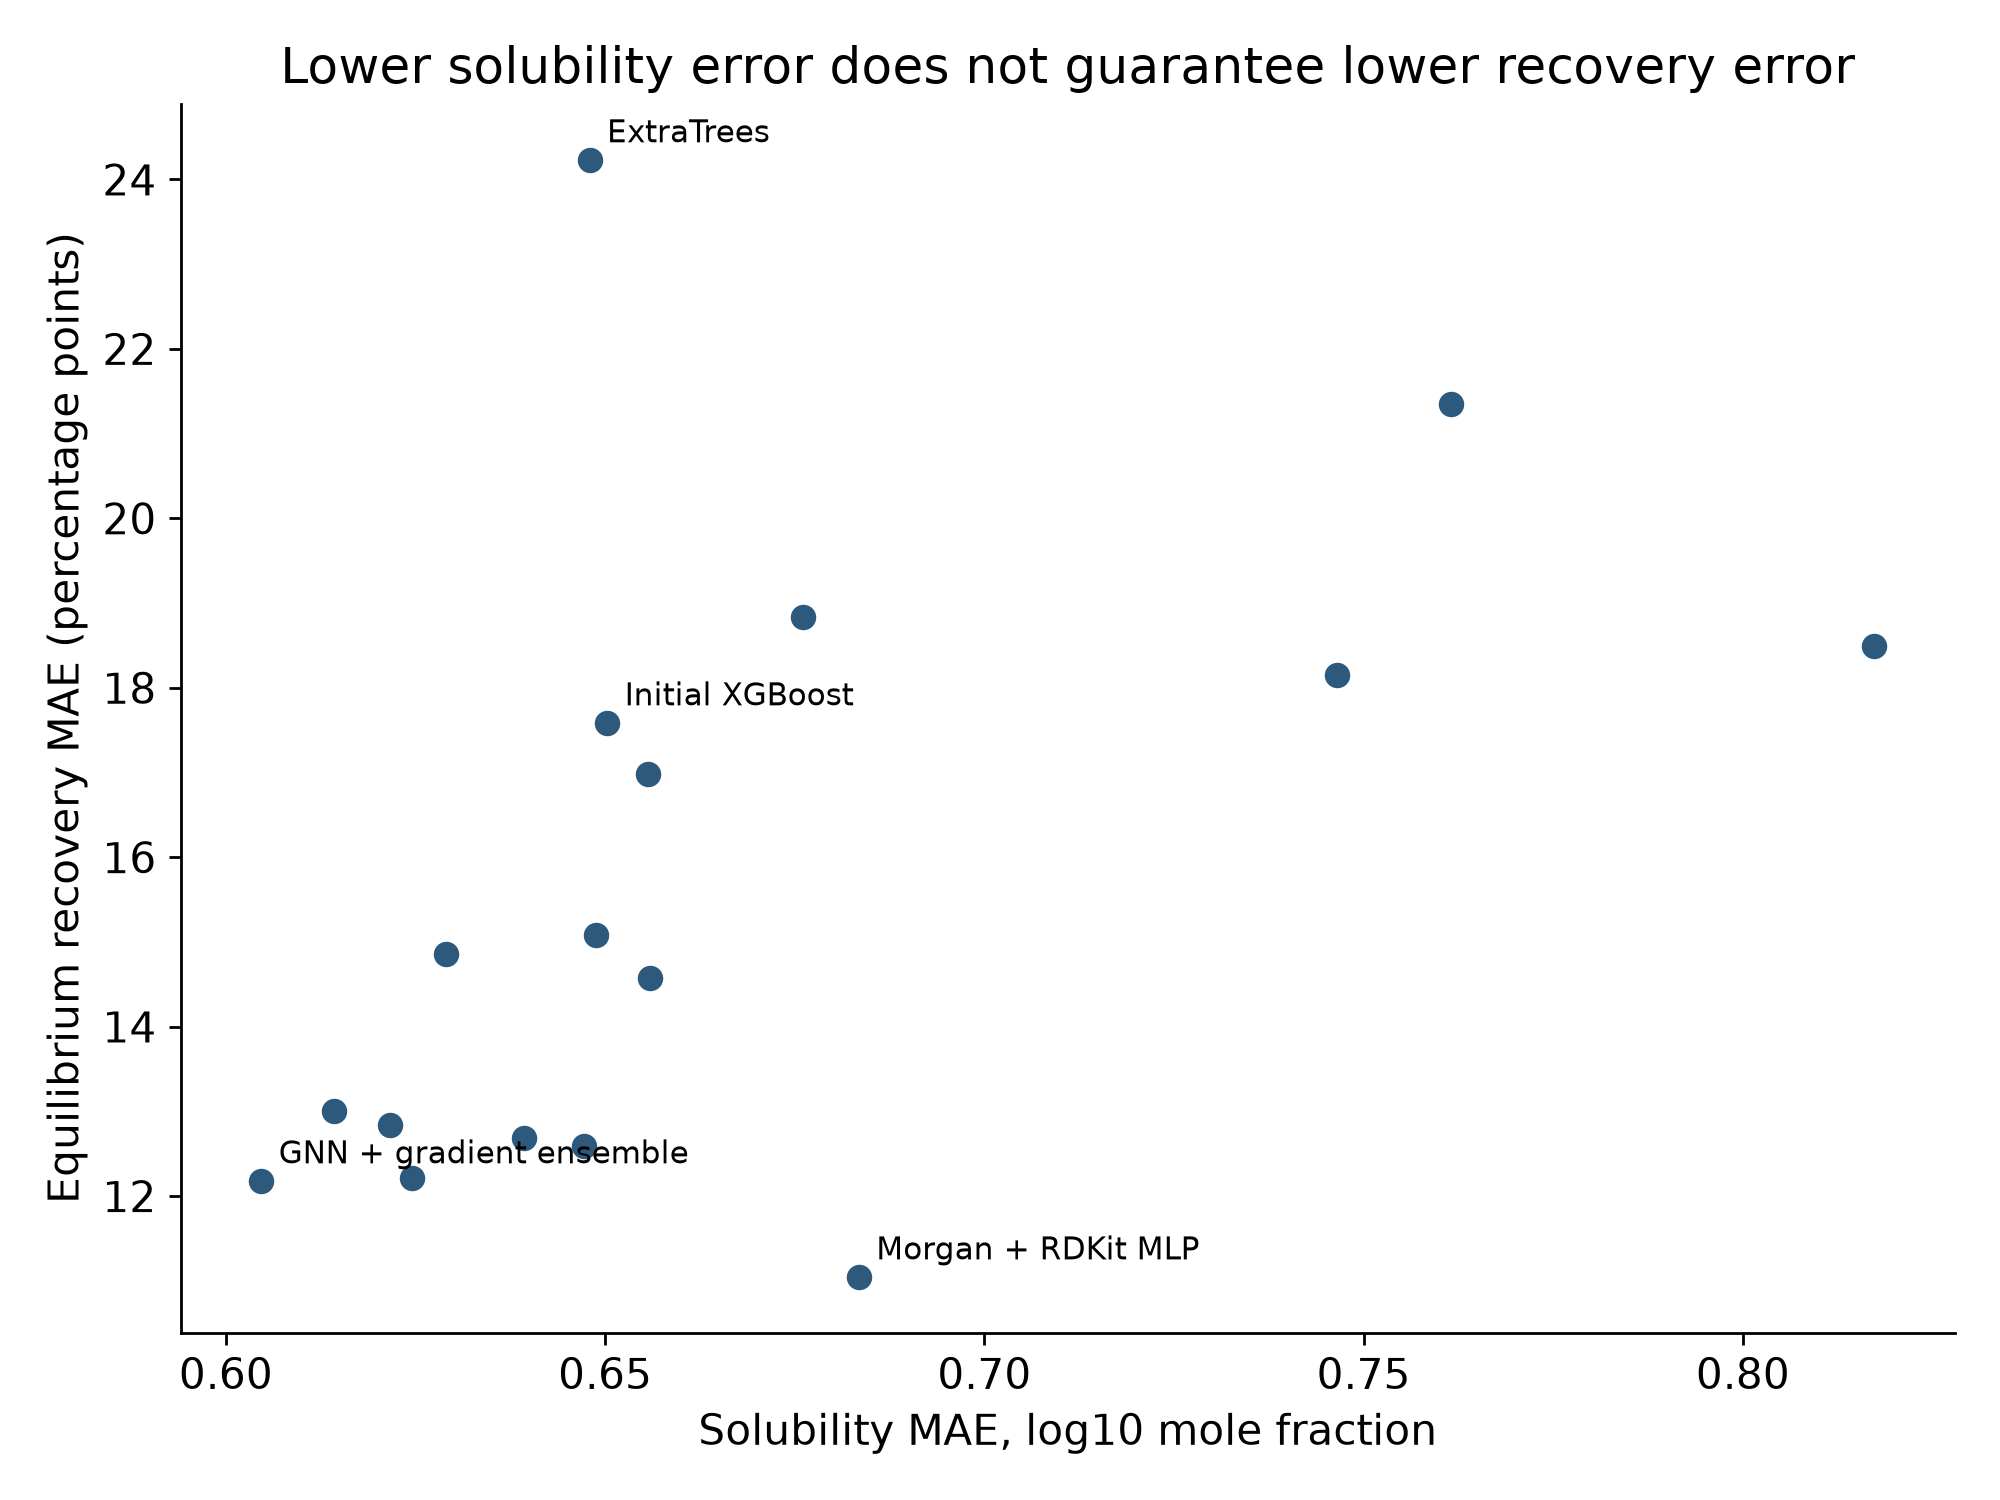 Lower solubility error does not guarantee lower recovery error
ExtraTrees
24
22
20
18
16
14
12
Equilibrium recovery MAE (percentage points)
Initial XGBoost
GNN + gradient ensemble
Morgan + RDKit MLP
0.60 0.65 0.70 0.75 0.80
Solubility MAE, log10 mole fraction